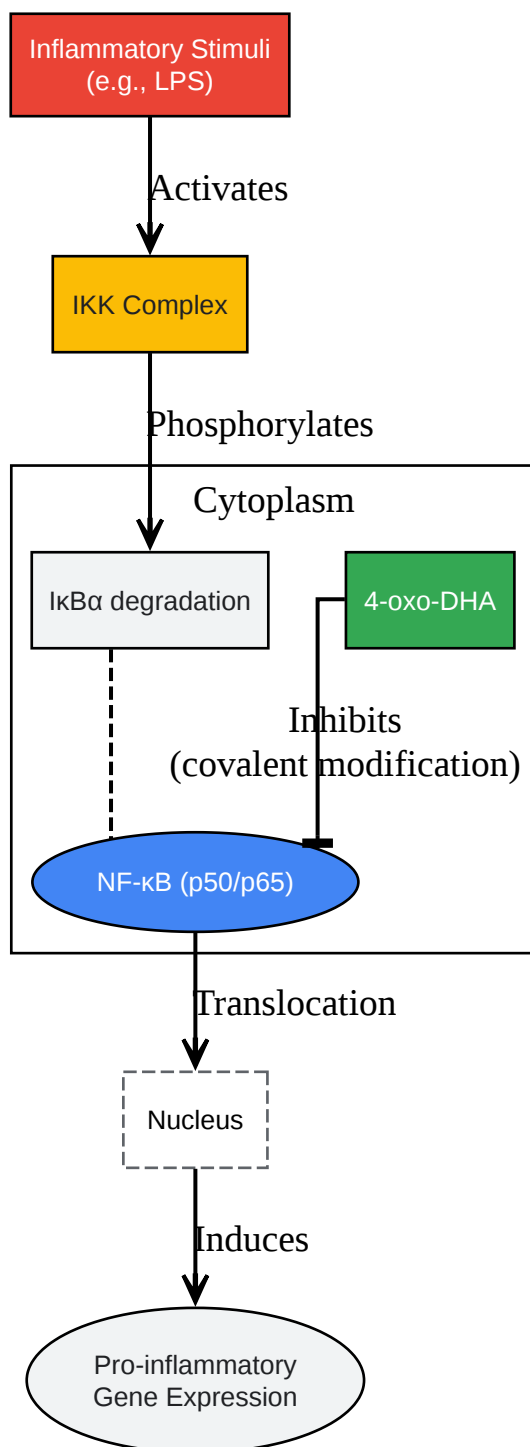 Inflammatory Stimuli
(e.g., LPS)
Activates
IKK Complex
Phosphorylates
Cytoplasm
IκBα degradation
4-oxo-DHA
Inhibits
(covalent modification)
NF-κB (p50/p65)
Translocation
Nucleus
Induces
Pro-inflammatory
Gene Expression